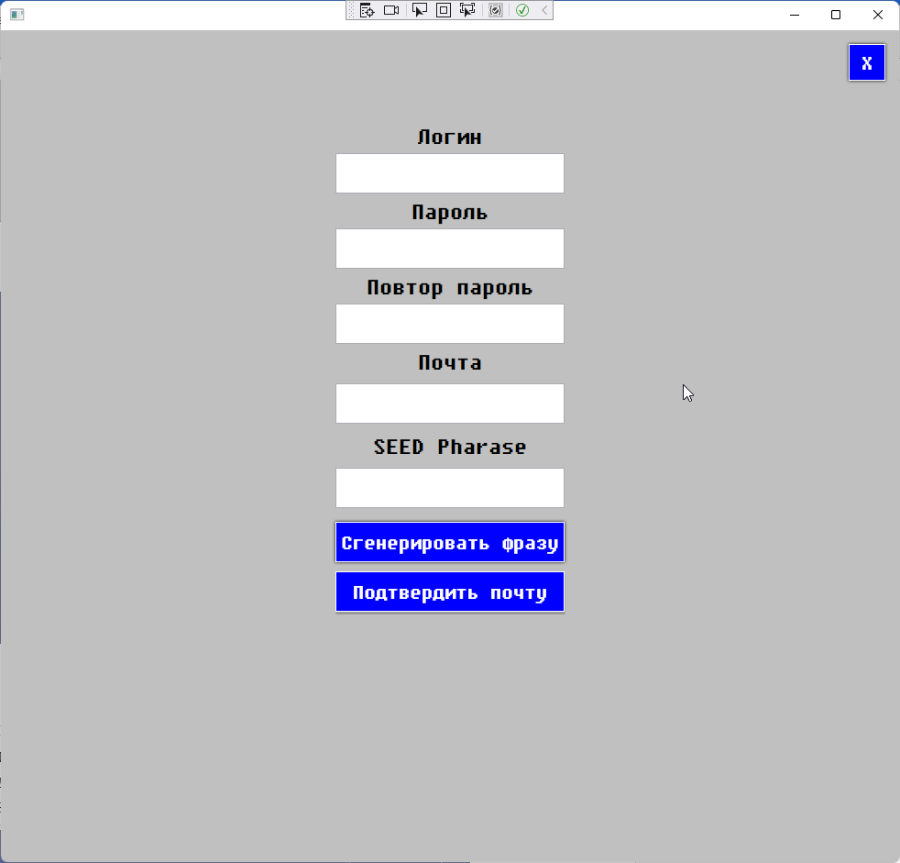 X
Логин
Пароль
Повтор пароль
Почта
SEED Pharase
Сгенерировать фразу
Подтвердить почту